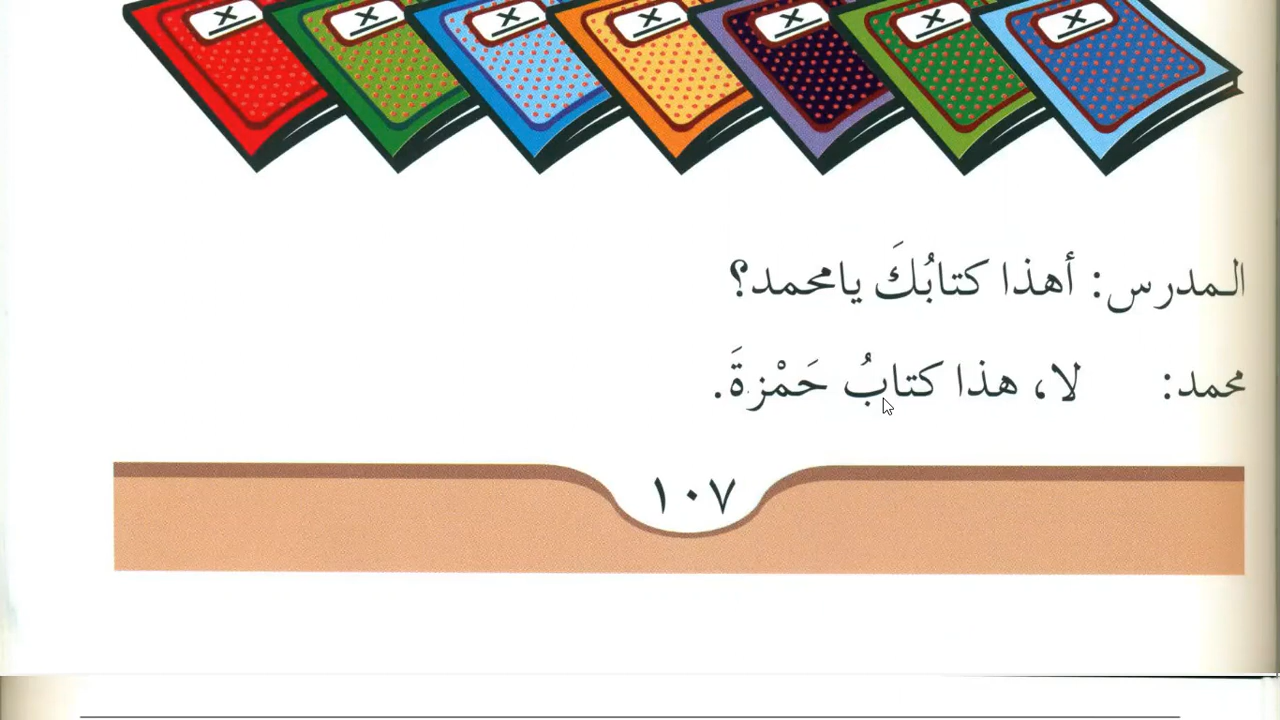 المدرس: أهذا كتابُكَ يامحمد؟
محمد: لا، هذا كتابُ حَمْزةَ.
١٠٧